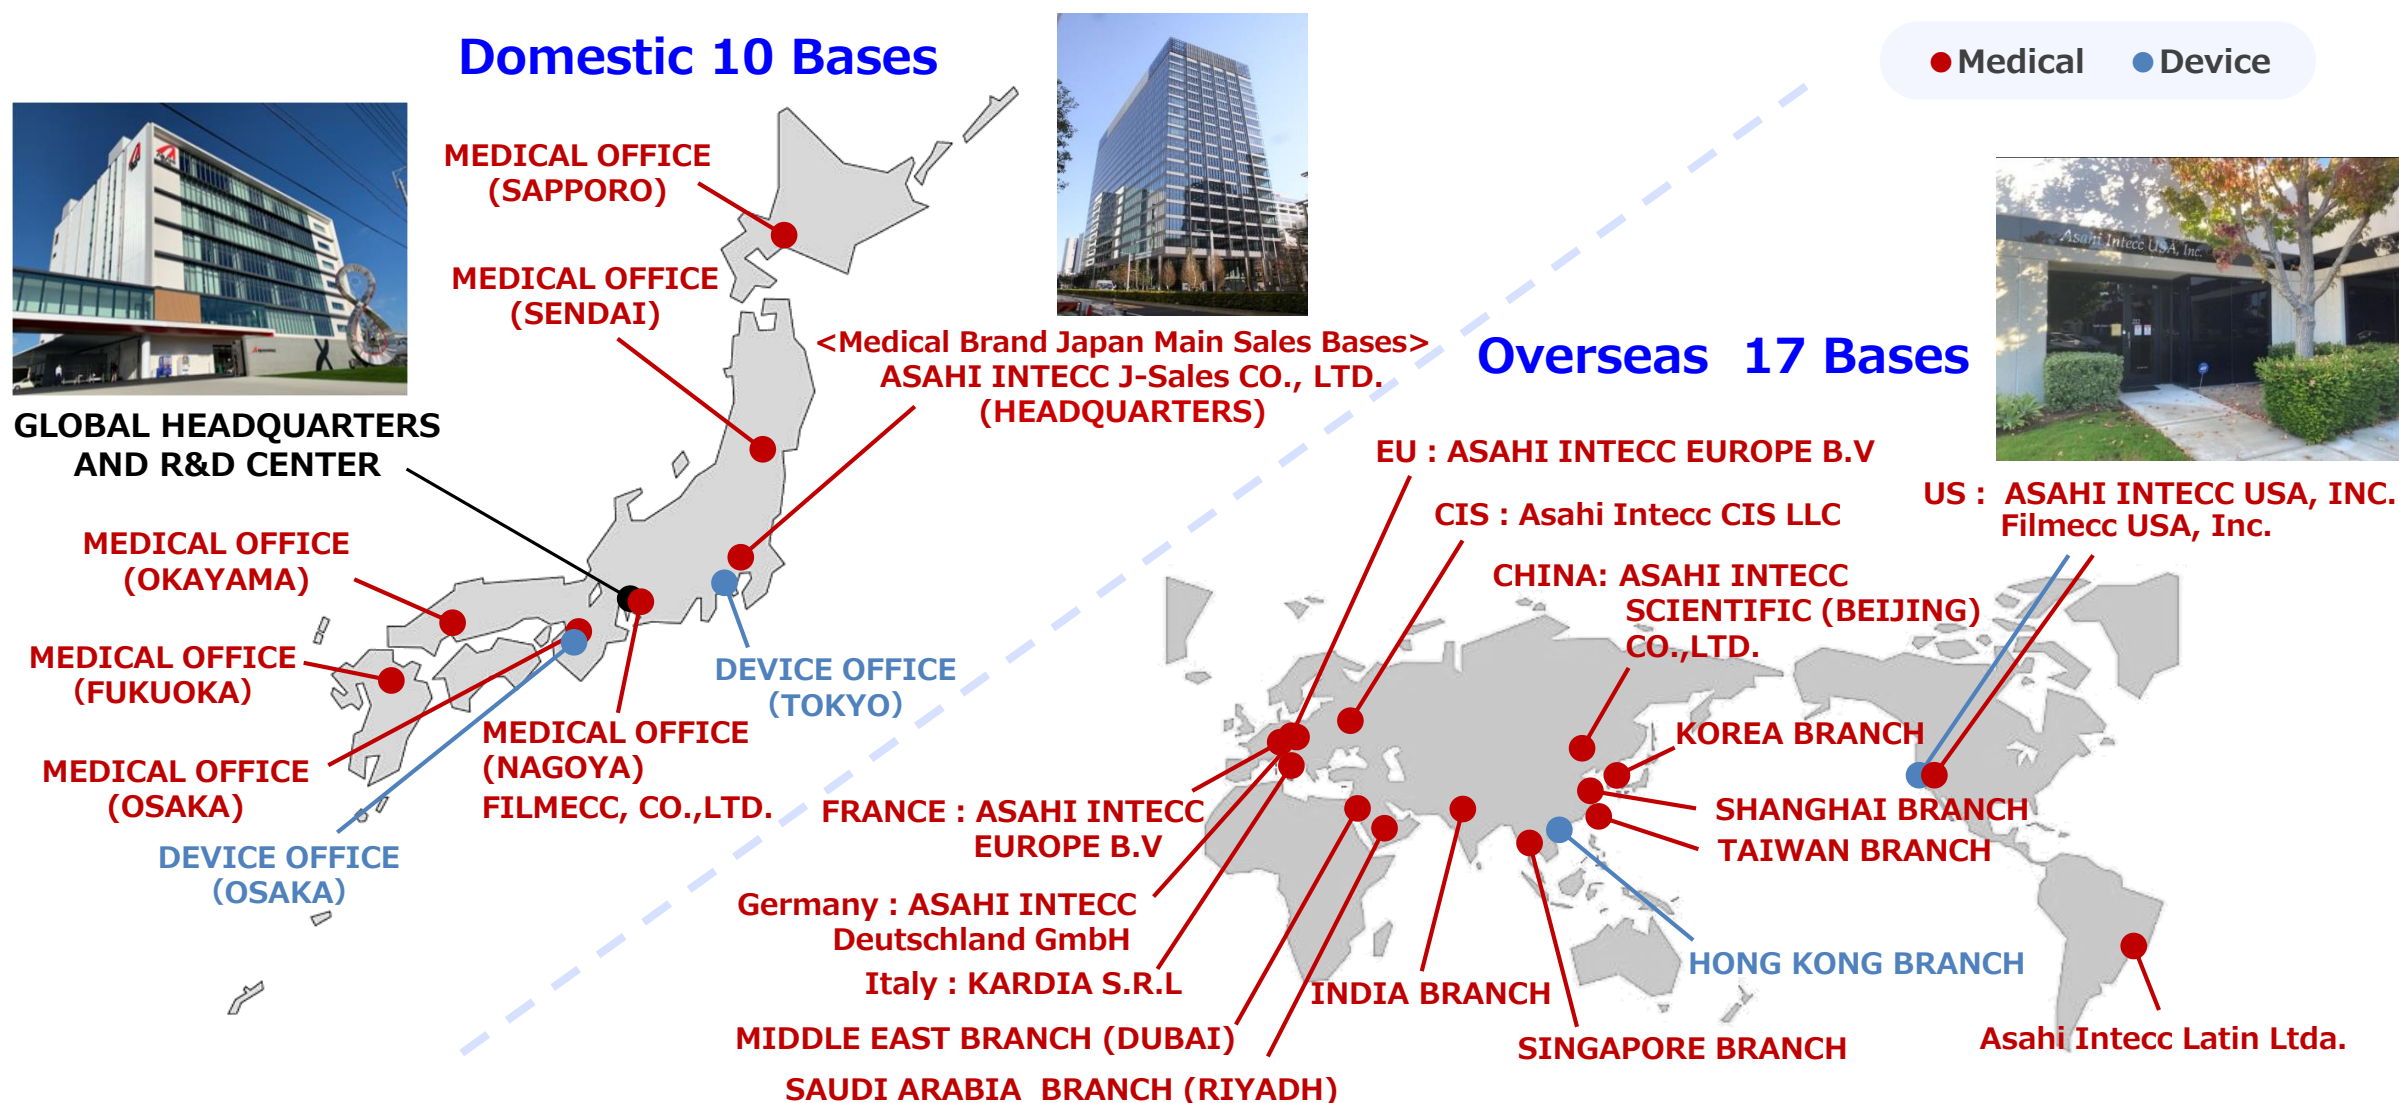 Domestic 10 Bases
Medical
Device
MEDICAL OFFICE
(SAPPORO)
MEDICAL OFFICE
(SENDAI)
<Medical Brand Japan Main Sales Bases>
ASAHI INTECC J-Sales CO., LTD.
(HEADQUARTERS)
GLOBAL HEADQUARTERS
AND R&D CENTER
MEDICAL OFFICE
(OKAYAMA)
MEDICAL OFFICE
(FUKUOKA)
MEDICAL OFFICE
(OSAKA)
DEVICE OFFICE
(OSAKA)
MEDICAL OFFICE
(NAGOYA)
FILMECC, CO.,LTD.
DEVICE OFFICE
(TOKYO)
Overseas 17 Bases
Asahi Intecc USA, Inc.
EU : ASAHI INTECC EUROPE B.V
CIS : Asahi Intecc CIS LLC
CHINA: ASAHI INTECC
SCIENTIFIC (BEIJING)
CO.,LTD.
US : ASAHI INTECC USA, INC.
Filmecc USA, Inc.
KOREA BRANCH
SHANGHAI BRANCH
TAIWAN BRANCH
FRANCE : ASAHI INTECC
EUROPE B.V
Germany : ASAHI INTECC
Deutschland GmbH
Italy : KARDIA S.R.L
MIDDLE EAST BRANCH (DUBAI)
SAUDI ARABIA BRANCH (RIYADH)
INDIA BRANCH
SINGAPORE BRANCH
HONG KONG BRANCH
Asahi Intecc Latin Ltda.